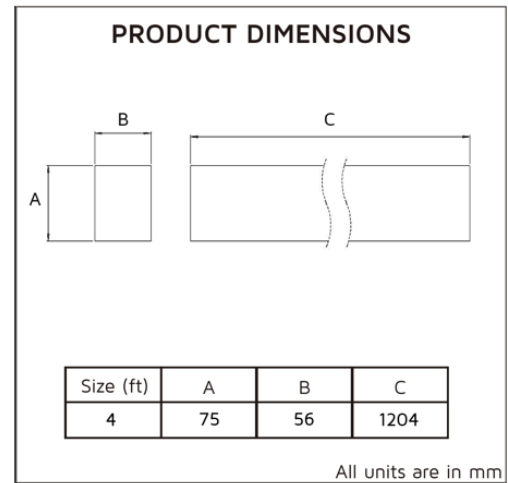 PRODUCT DIMENSIONS
B
C
A
Size (ft) A B C
4 75 56 1204
All units are in mm